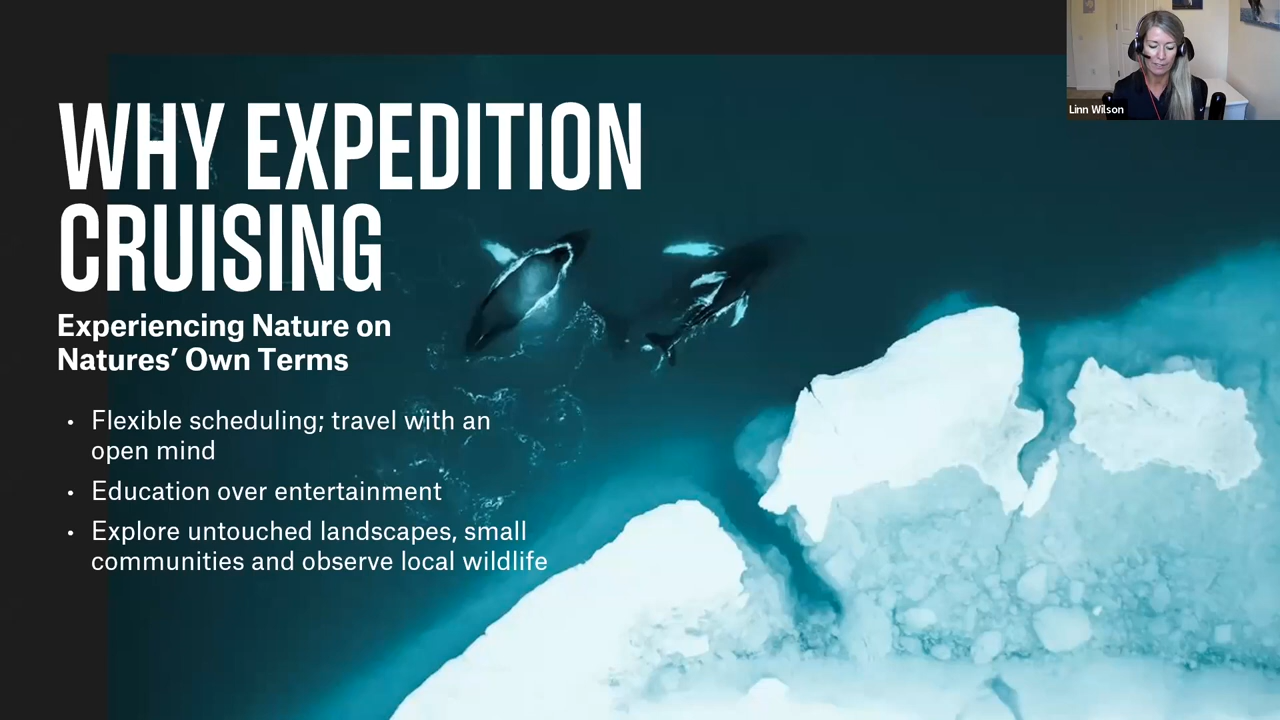 Linn Wilson
WHY EXPEDITION
CRUISING
Experiencing Nature on
Natures’ Own Terms
• Flexible scheduling; travel with an
open mind
• Education over entertainment
• Explore untouched landscapes, small
communities and observe local wildlife